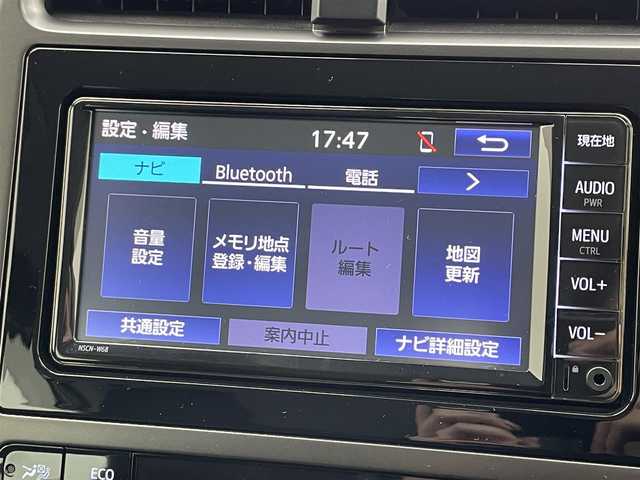 設定・編集
17:47
ナビ
Bluetooth
電話
音量
設定
メモリ地点
登録・編集
ルート
編集
地図
更新
共通設定
案内中止
ナビ詳細設定
NSCN-W68
現在地
AUDIO
PWR
MENU
CTRL
VOL+
VOL-
ECO